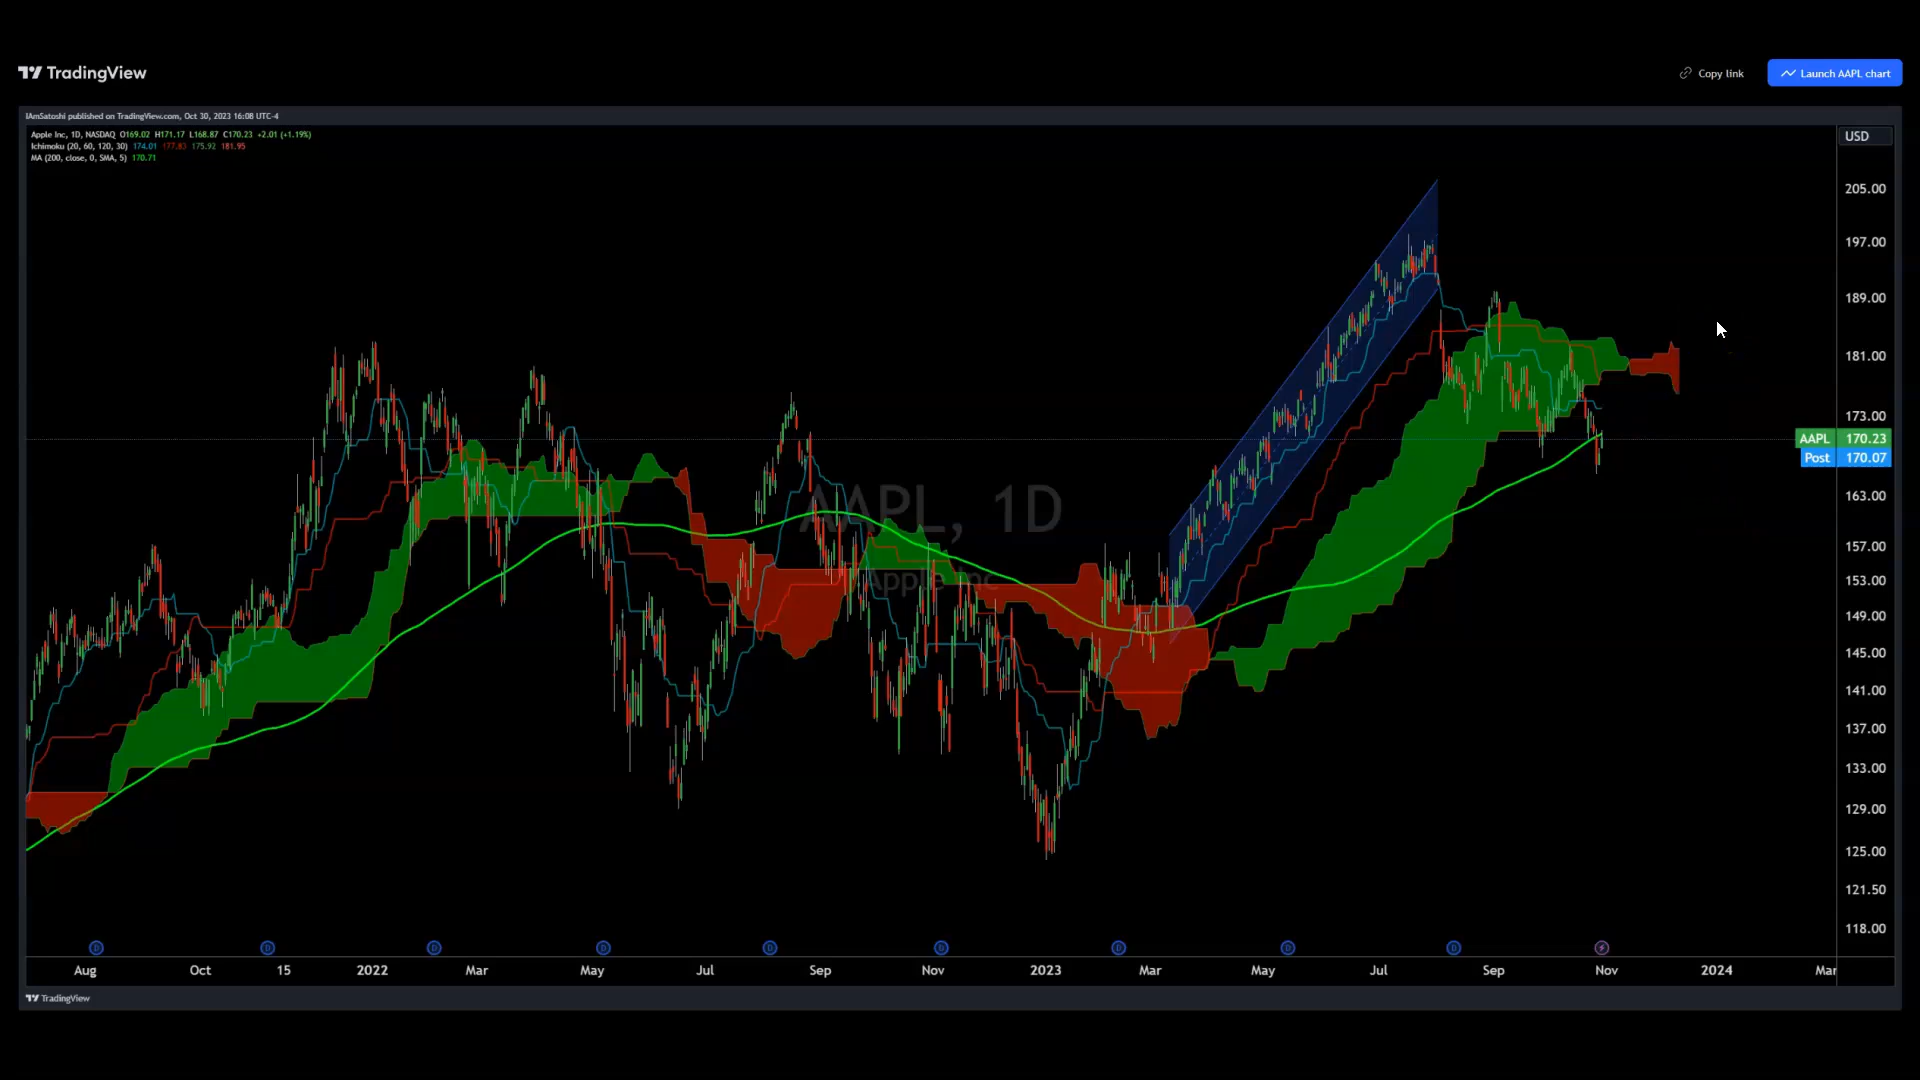 TradingView
Copy link
Launch AAPL chart
IAmSatoshi published on TradingView.com, Oct 30, 2023 16:08 UTC-4
Apple Inc, 1D, NASDAQ O169.02 H171.17 L168.87 C170.23 +2.01 (+1.19%)
Ichimoku (20, 60, 120, 30) 174.01 177.83 175.92 181.95
MA (200, close, 0, SMA, 5) 170.71
USD
205.00
197.00
189.00
181.00
173.00
AAPL 170.23
Post 170.07
163.00
157.00
153.00
149.00
145.00
141.00
137.00
133.00
129.00
125.00
121.50
118.00
AAPL, 1D
Apple Inc
D D D D D D D D D
Aug Oct 15 2022 Mar May Jul Sep Nov 2023 Mar May Jul Sep Nov 2024 Mar
TradingView